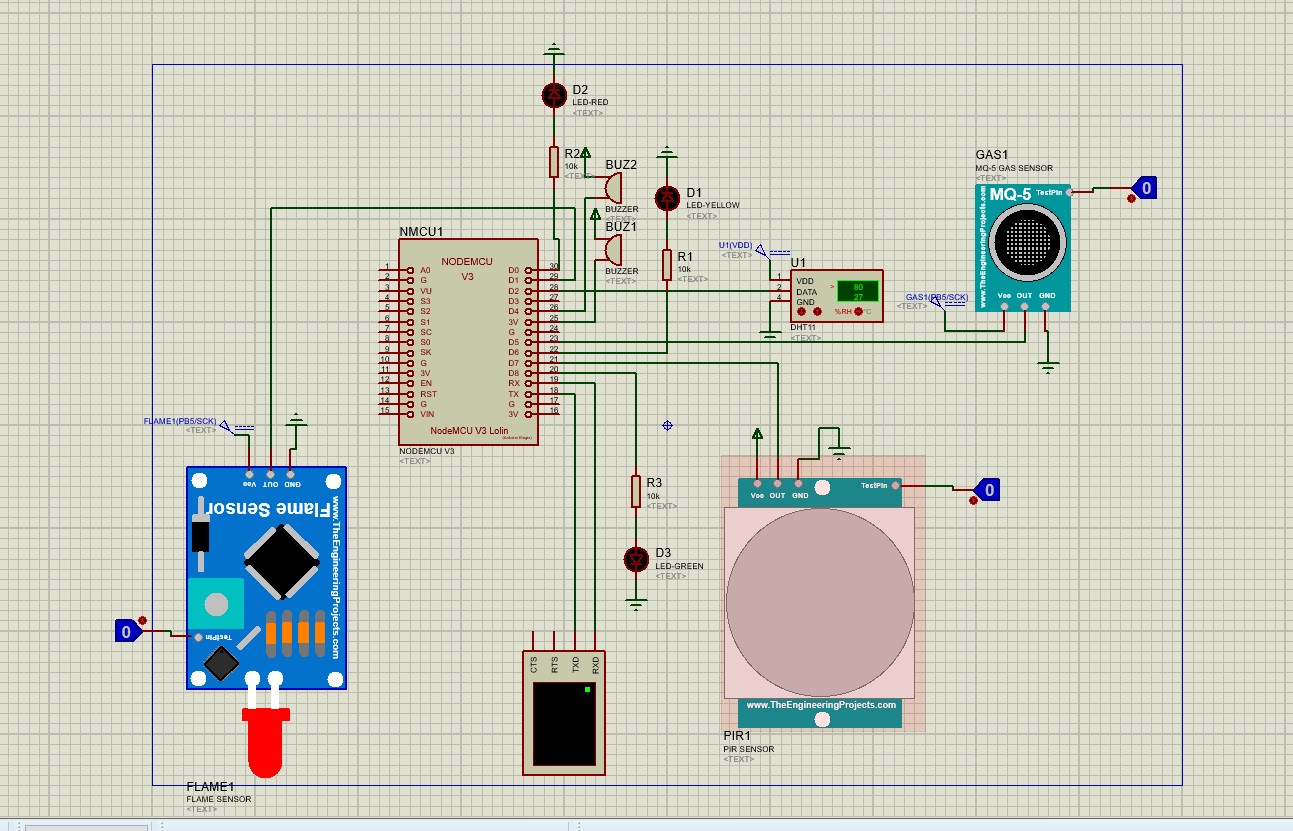 D2
LED-RED
<TEXT>
R2
10k
<TEXT>
BUZ2
BUZZER
<TEXT>
BUZ1
BUZZER
<TEXT>
D1
LED-YELLOW
<TEXT>
R1
10k
<TEXT>
GAS1
MQ-5 GAS SENSOR
<TEXT>
MQ-5
TestPin
0
www.TheEngineeringProjects.com
Vcc OUT GND
GAS1(PB5/SCK)
<TEXT>
U1(VDD)
<TEXT>
U1
1 VDD
2 DATA
4 GND
> 80
27
%RH °C
DHT11
<TEXT>
NMCU1
NODEMCU
V3
1 A0
2 G
3 VU
4 S3
5 S2
6 S1
7 SC
8 S0
9 SK
10 G
11 3V
12 EN
13 RST
14 G
15 VIN
D0 30
D1 29
D2 28
D3 27
D4 26
3V 25
G 24
D5 23
D6 22
D7 21
D8 20
RX 19
TX 18
G 17
3V 16
NodeMCU V3 Lolin
NODEMCU V3
<TEXT>
FLAME1(PB5/SCK)
<TEXT>
Vcc OUT GND
Flame Sensor
www.TheEngineeringProjects.com
TestPin
0
FLAME1
FLAME SENSOR
<TEXT>
R3
10k
<TEXT>
D3
LED-GREEN
<TEXT>
CTS
RTS
TXD
RXD
Vcc OUT GND
TestPin
0
www.TheEngineeringProjects.com
PIR1
PIR SENSOR
<TEXT>